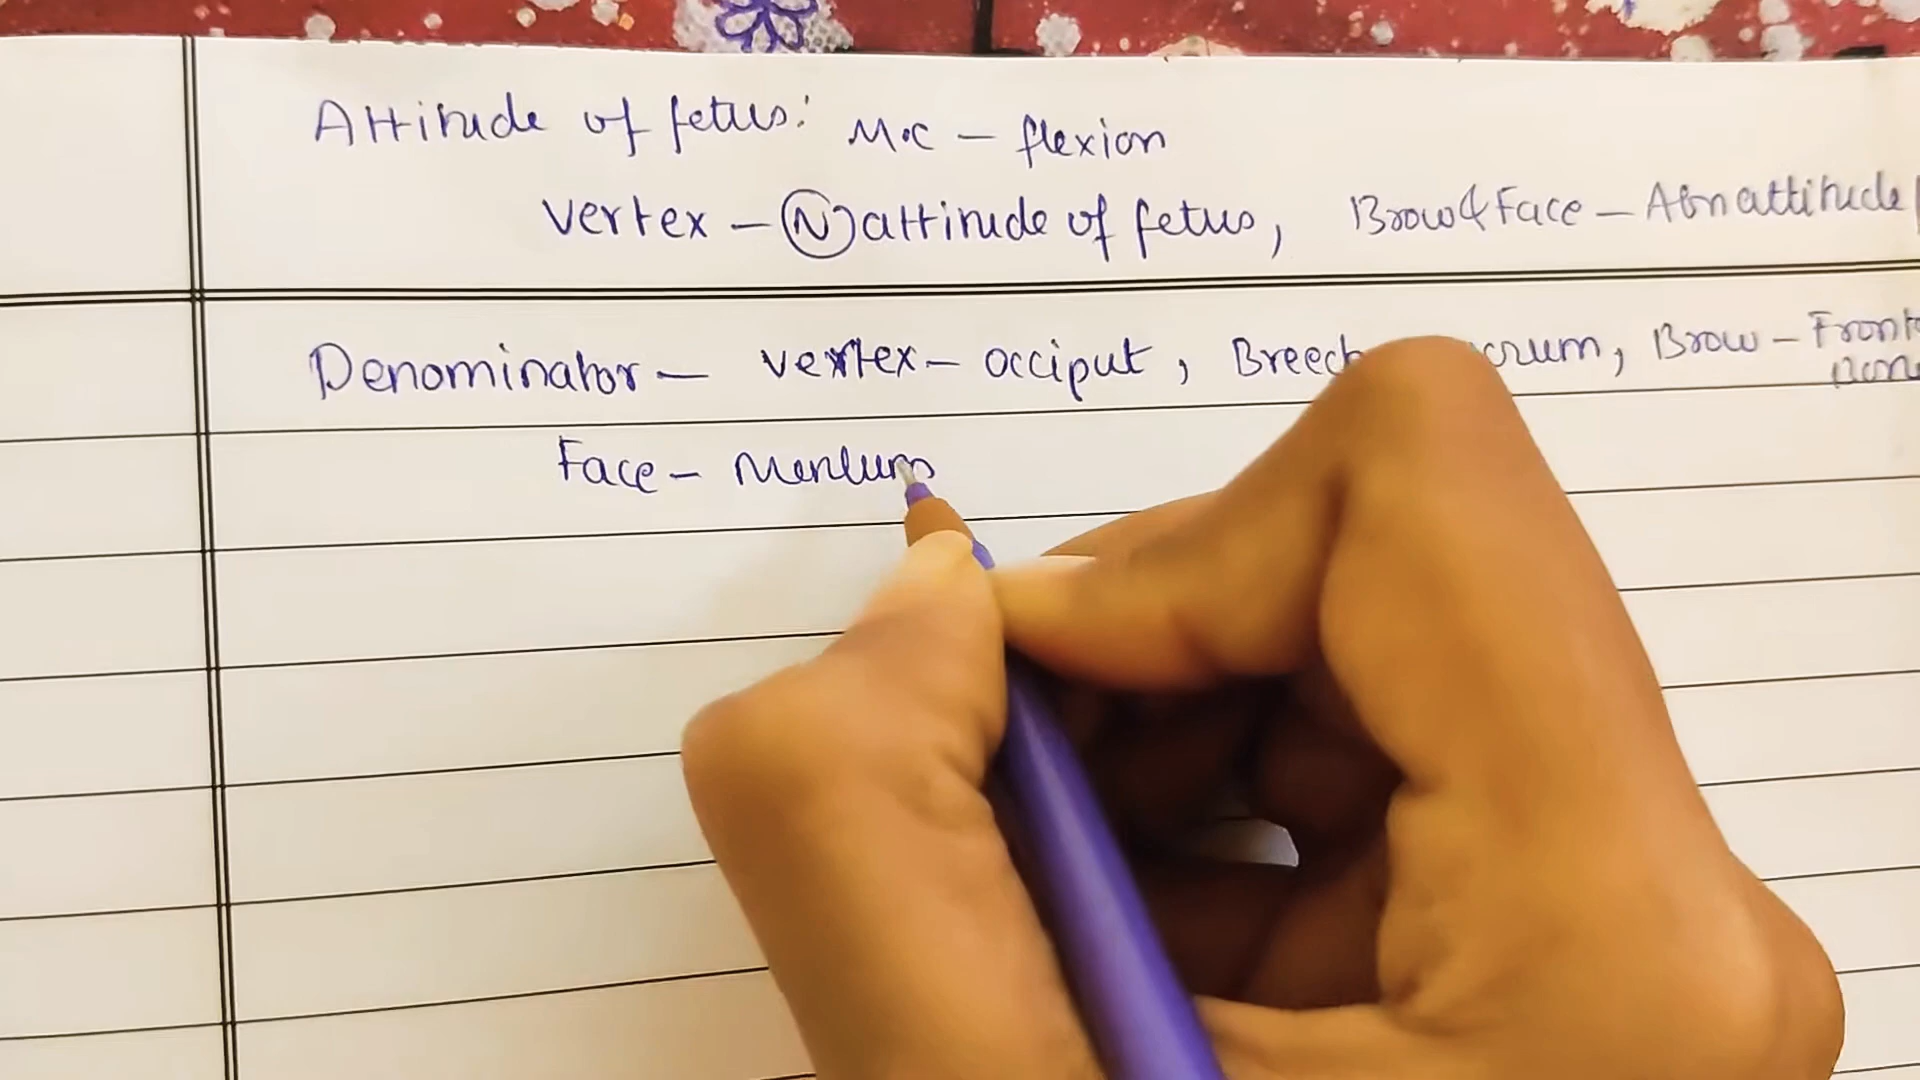 Attitude of fetus: M.C - flexion
Vertex - (N) attitude of fetus, Brow & Face - Abn attitude
Denominator - vertex - occiput, Breech crum, Brow - Front
Face - Mentum